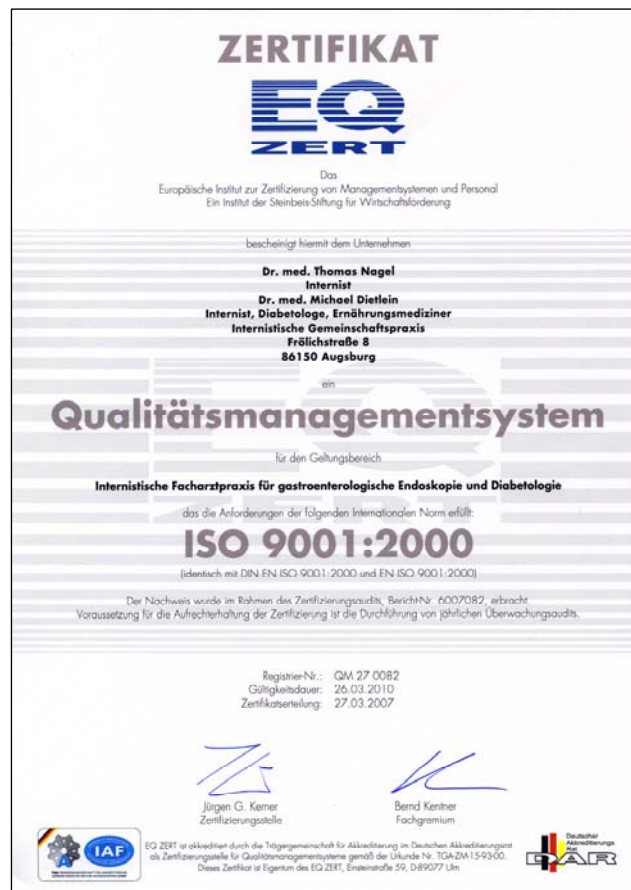 ZERTIFIKAT
EQ
ZERT
Das
Europäische Institut zur Zertifizierung von Managementsystemen und Personal
Ein Institut der Steinbeis-Stiftung für Wirtschaftsförderung
bescheinigt hiermit dem Unternehmen
Dr. med. Thomas Nagel
Internist
Dr. med. Michael Dietlein
Internist, Diabetologe, Ernährungsmediziner
Internistische Gemeinschaftspraxis
Frölichstraße 8
86150 Augsburg
ein
Qualitätsmanagementsystem
für den Geltungsbereich
Internistische Facharztpraxis für gastroenterologische Endoskopie und Diabetologie
das die Anforderungen der folgenden Internationalen Norm erfüllt:
ISO 9001:2000
(identisch mit DIN EN ISO 9001:2000 und EN ISO 9001:2000)
Der Nachweis wurde im Rahmen des Zertifizierungsaudits, Bericht-Nr. 6007082, erbracht.
Voraussetzung für die Aufrechterhaltung der Zertifizierung ist die Durchführung von jährlichen Überwachungsaudits.
Registrier-Nr.: QM 27 0082
Gültigkeitsdauer: 26.03.2010
Zertifikatserteilung: 27.03.2007
Jürgen G. Kerner
Zertifizierungsstelle
Bernd Kentner
Fachgremium
IAF
EQ ZERT ist akkreditiert durch die Trägergemeinschaft für Akkreditierung im Deutschen Akkreditierungsrat
als Zertifizierungsstelle für Qualitätsmanagementsysteme gemäß der Urkunde Nr. TGA-ZM-15-93-00.
Dieses Zertifikat ist Eigentum des EQ ZERT, Einsteinstraße 59, D-89077 Ulm
Deutscher
Akkreditierungs
Rat
DAR